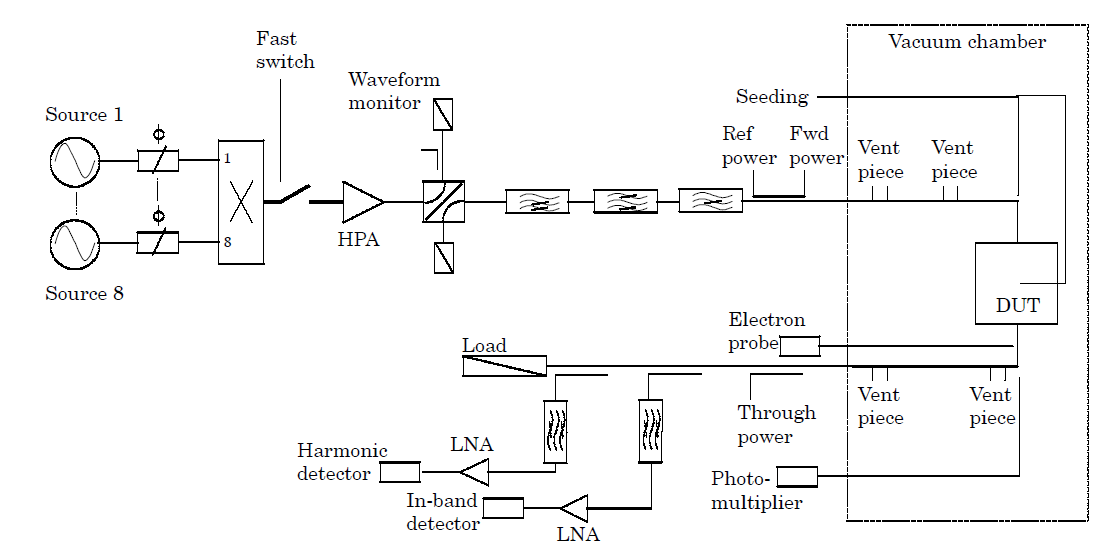 Fast
switch
Waveform
monitor
Vacuum chamber
Source 1
Seeding
Ref
power
Fwd
power
Vent
piece
Vent
piece
1
8
HPA
Source 8
DUT
Electron
probe
Load
Through
power
Vent
piece
Vent
piece
Harmonic
detector
LNA
In-band
detector
LNA
Photo-
multiplier